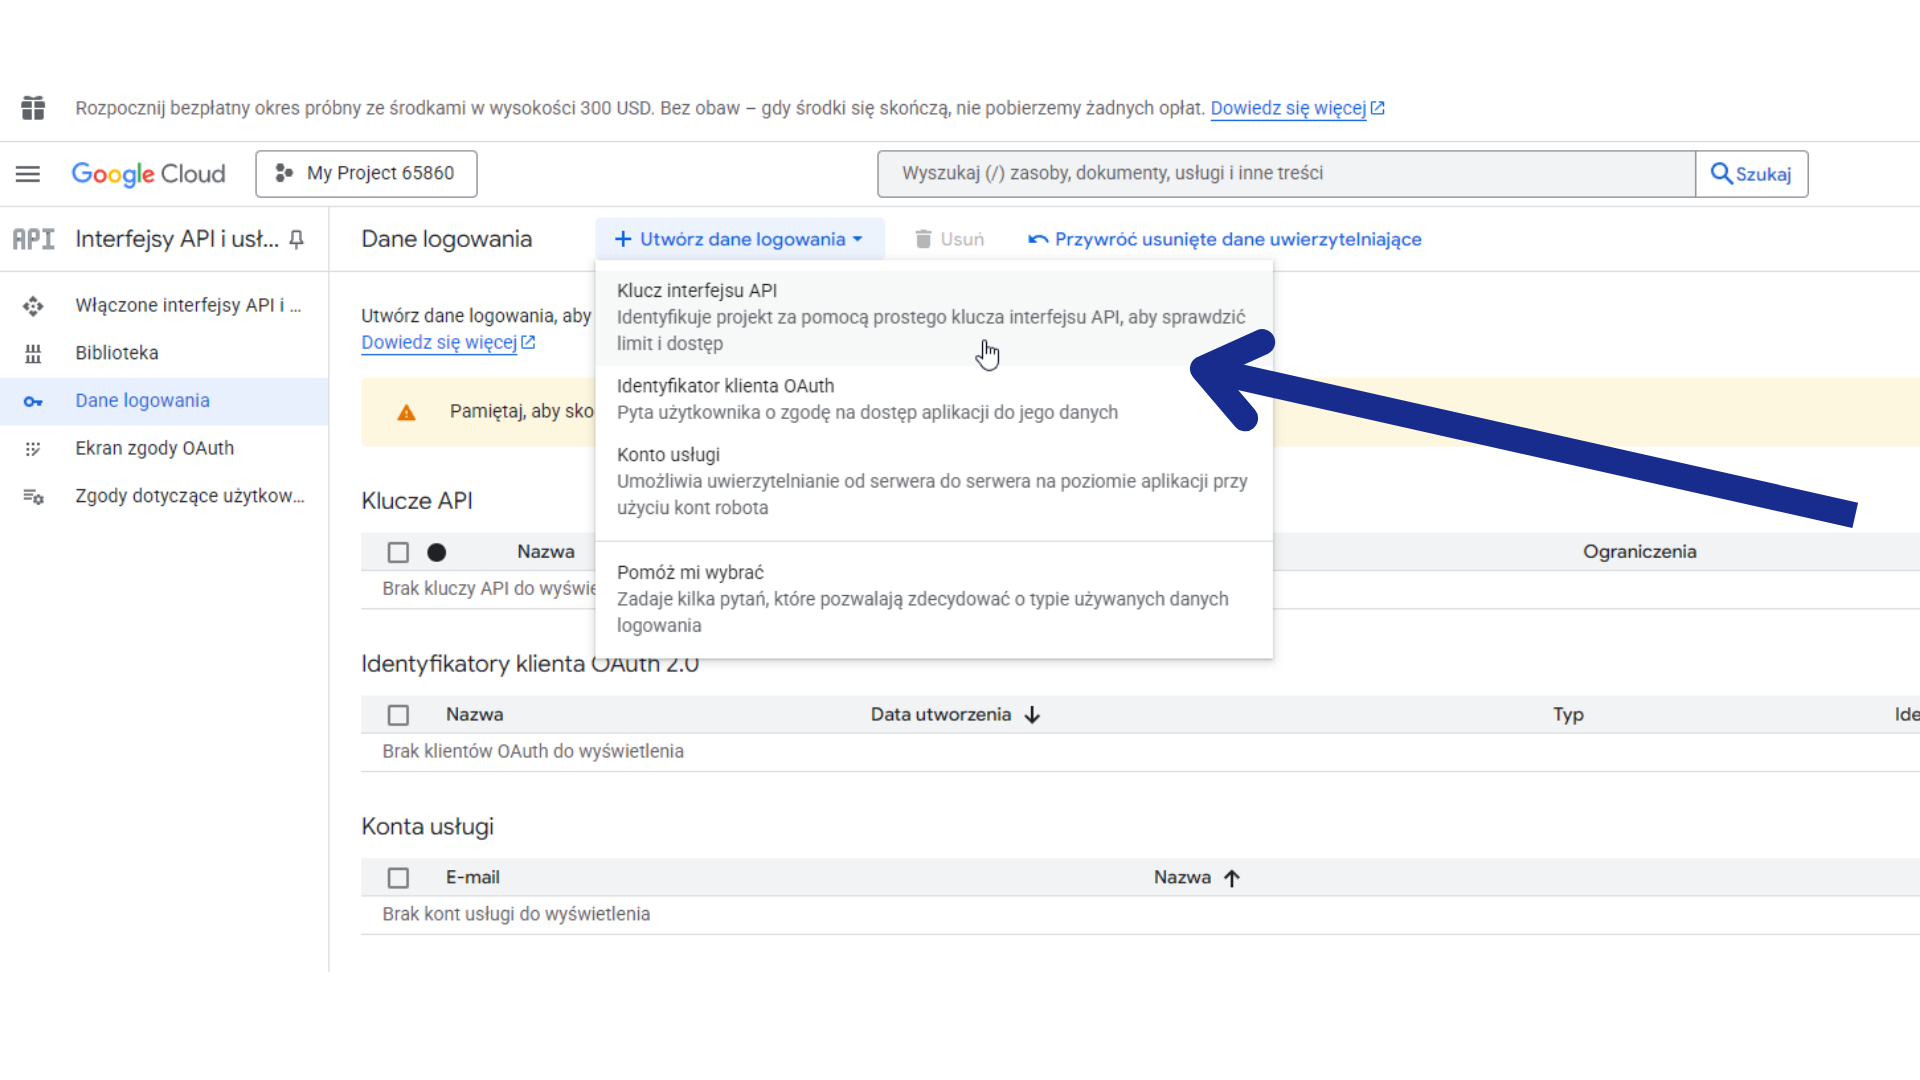 Rozpocznij bezpłatny okres próbny ze środkami w wysokości 300 USD. Bez obaw – gdy środki się skończą, nie pobierzemy żadnych opłat. Dowiedz się więcej
Google Cloud
My Project 65860
Wyszukaj (/) zasoby, dokumenty, usługi i inne treści
Szukaj
API
Interfejsy API i usł...
Dane logowania
Utwórz dane logowania
Usuń
Przywróć usunięte dane uwierzytelniające
Włączone interfejsy API i ...
Biblioteka
Dane logowania
Ekran zgody OAuth
Zgody dotyczące użytkow...
Utwórz dane logowania, aby
Dowiedz się więcej
Pamiętaj, aby sko
Klucz interfejsu API
Identyfikuje projekt za pomocą prostego klucza interfejsu API, aby sprawdzić
limit i dostęp
Identyfikator klienta OAuth
Pyta użytkownika o zgodę na dostęp aplikacji do jego danych
Konto usługi
Umożliwia uwierzytelnianie od serwera do serwera na poziomie aplikacji przy
użyciu kont robota
Pomóż mi wybrać
Zadaje kilka pytań, które pozwalają zdecydować o typie używanych danych
logowania
Klucze API
Nazwa
Ograniczenia
Brak kluczy API do wyświe
Identyfikatory klienta OAuth 2.0
Nazwa
Data utworzenia
Typ
Ide
Brak klientów OAuth do wyświetlenia
Konta usługi
E-mail
Nazwa
Brak kont usługi do wyświetlenia